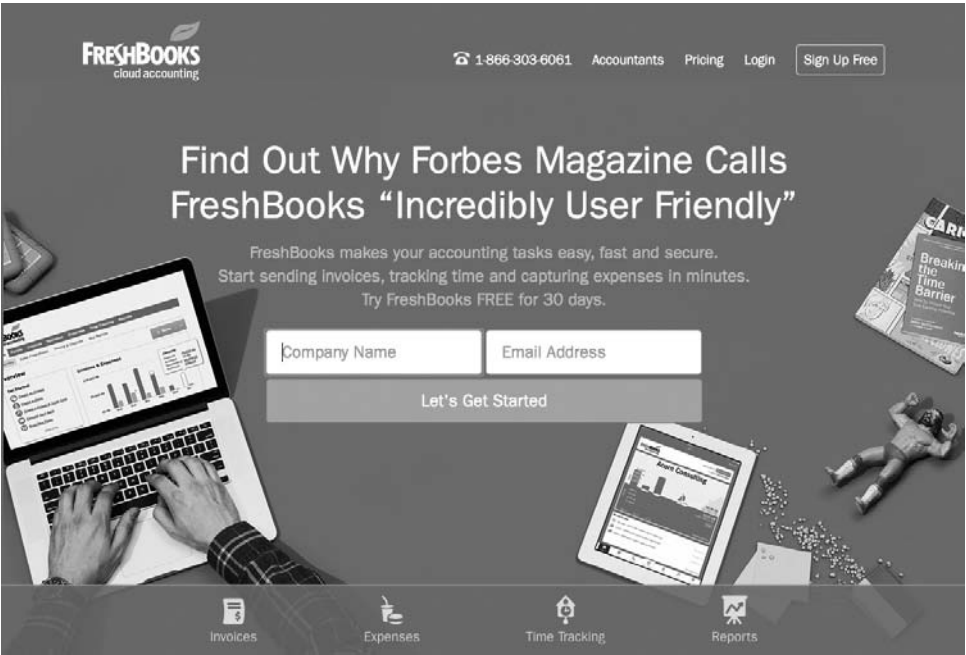 FRESHBOOKS
cloud accounting
1-866-303-6061 Accountants Pricing Login Sign Up Free
Find Out Why Forbes Magazine Calls
FreshBooks “Incredibly User Friendly”
FreshBooks makes your accounting tasks easy, fast and secure.
Start sending invoices, tracking time and capturing expenses in minutes.
Try FreshBooks FREE for 30 days.
Company Name Email Address
Let's Get Started
Breaking
the
Time
Barrier
Acorn Consulting
Invoices Expenses Time Tracking Reports